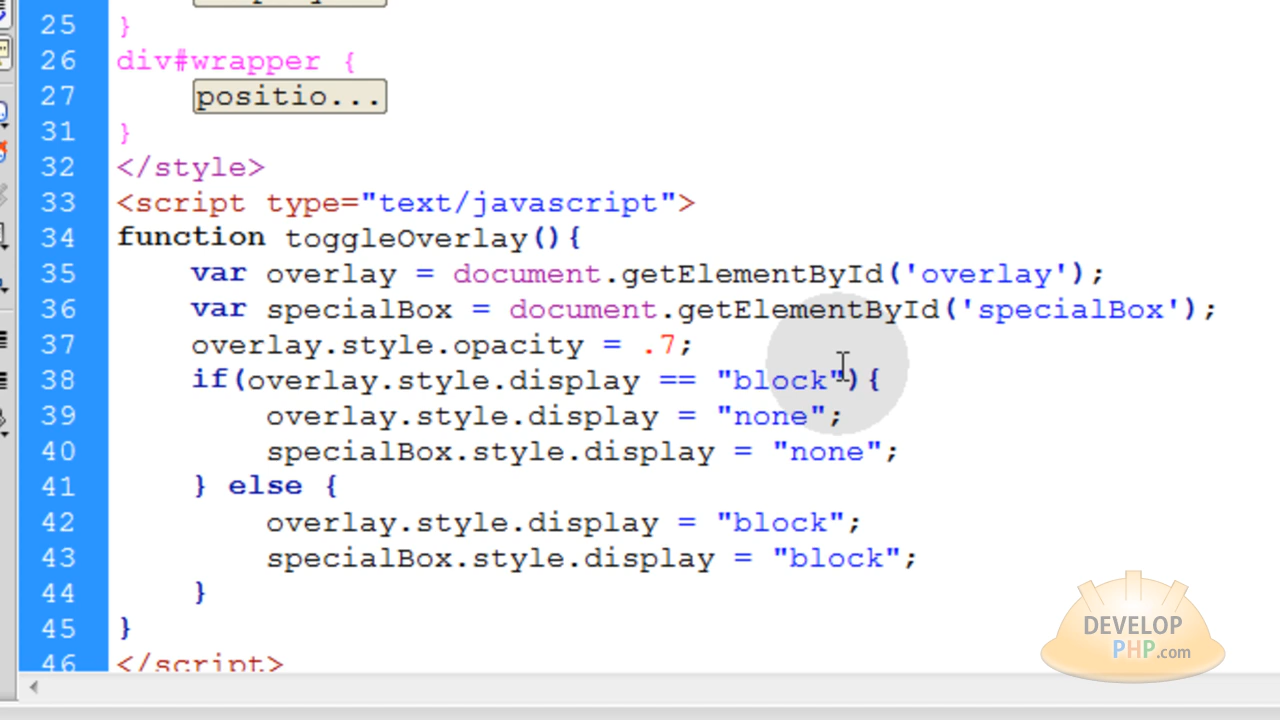 25 }
26 div#wrapper {
27 positio...
31 }
32 </style>
33 <script type="text/javascript">
34 function toggleOverlay(){
35 var overlay = document.getElementById('overlay');
36 var specialBox = document.getElementById('specialBox');
37 overlay.style.opacity = .7;
38 if(overlay.style.display == "block"){
39 overlay.style.display = "none";
40 specialBox.style.display = "none";
41 } else {
42 overlay.style.display = "block";
43 specialBox.style.display = "block";
44 }
45 }
46 </script>
DEVELOP
PHP.com